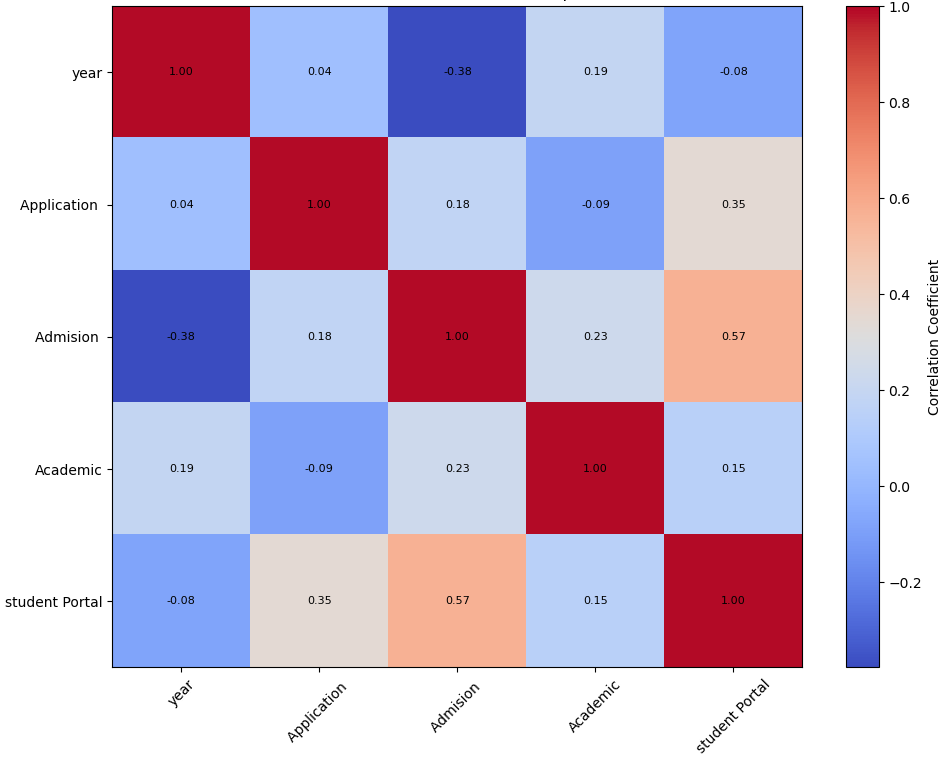 year 1.00 0.04 -0.38 0.19 -0.08
Application 0.04 1.00 0.18 -0.09 0.35
Admision -0.38 0.18 1.00 0.23 0.57
Academic 0.19 -0.09 0.23 1.00 0.15
student Portal -0.08 0.35 0.57 0.15 1.00
year
Application
Admision
Academic
student Portal
1.0
0.8
0.6
0.4
0.2
0.0
−0.2
Correlation Coefficient